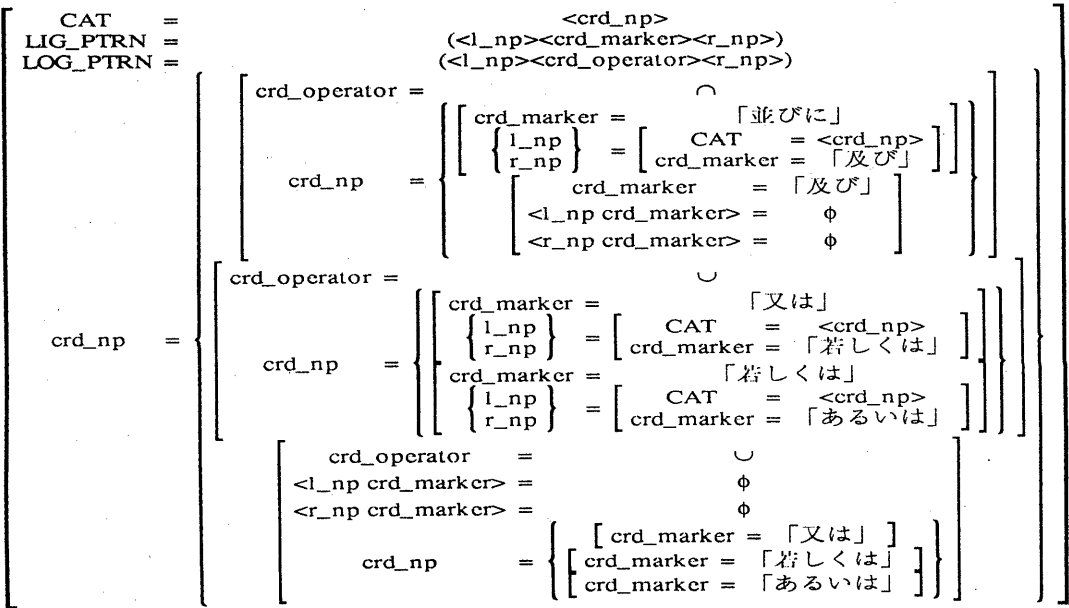 CAT = <crd_np>
LIG_PTRN = (<l_np><crd_marker><r_np>)
LOG_PTRN = (<l_np><crd_operator><r_np>)
crd_operator = ∩
crd_marker = 「並びに」
l_np
r_np
= CAT = <crd_np>
crd_marker = 「及び」
crd_np =
crd_marker = 「及び」
<l_np crd_marker> = φ
<r_np crd_marker> = φ
crd_operator = ∪
crd_marker = 「又は」
l_np
r_np
= CAT = <crd_np>
crd_marker = 「若しくは」
crd_np =
crd_np =
crd_marker = 「若しくは」
l_np
r_np
= CAT = <crd_np>
crd_marker = 「あるいは」
crd_operator = ∪
<l_np crd_marker> = φ
<r_np crd_marker> = φ
crd_np =
crd_marker = 「又は」
crd_marker = 「若しくは」
crd_marker = 「あるいは」